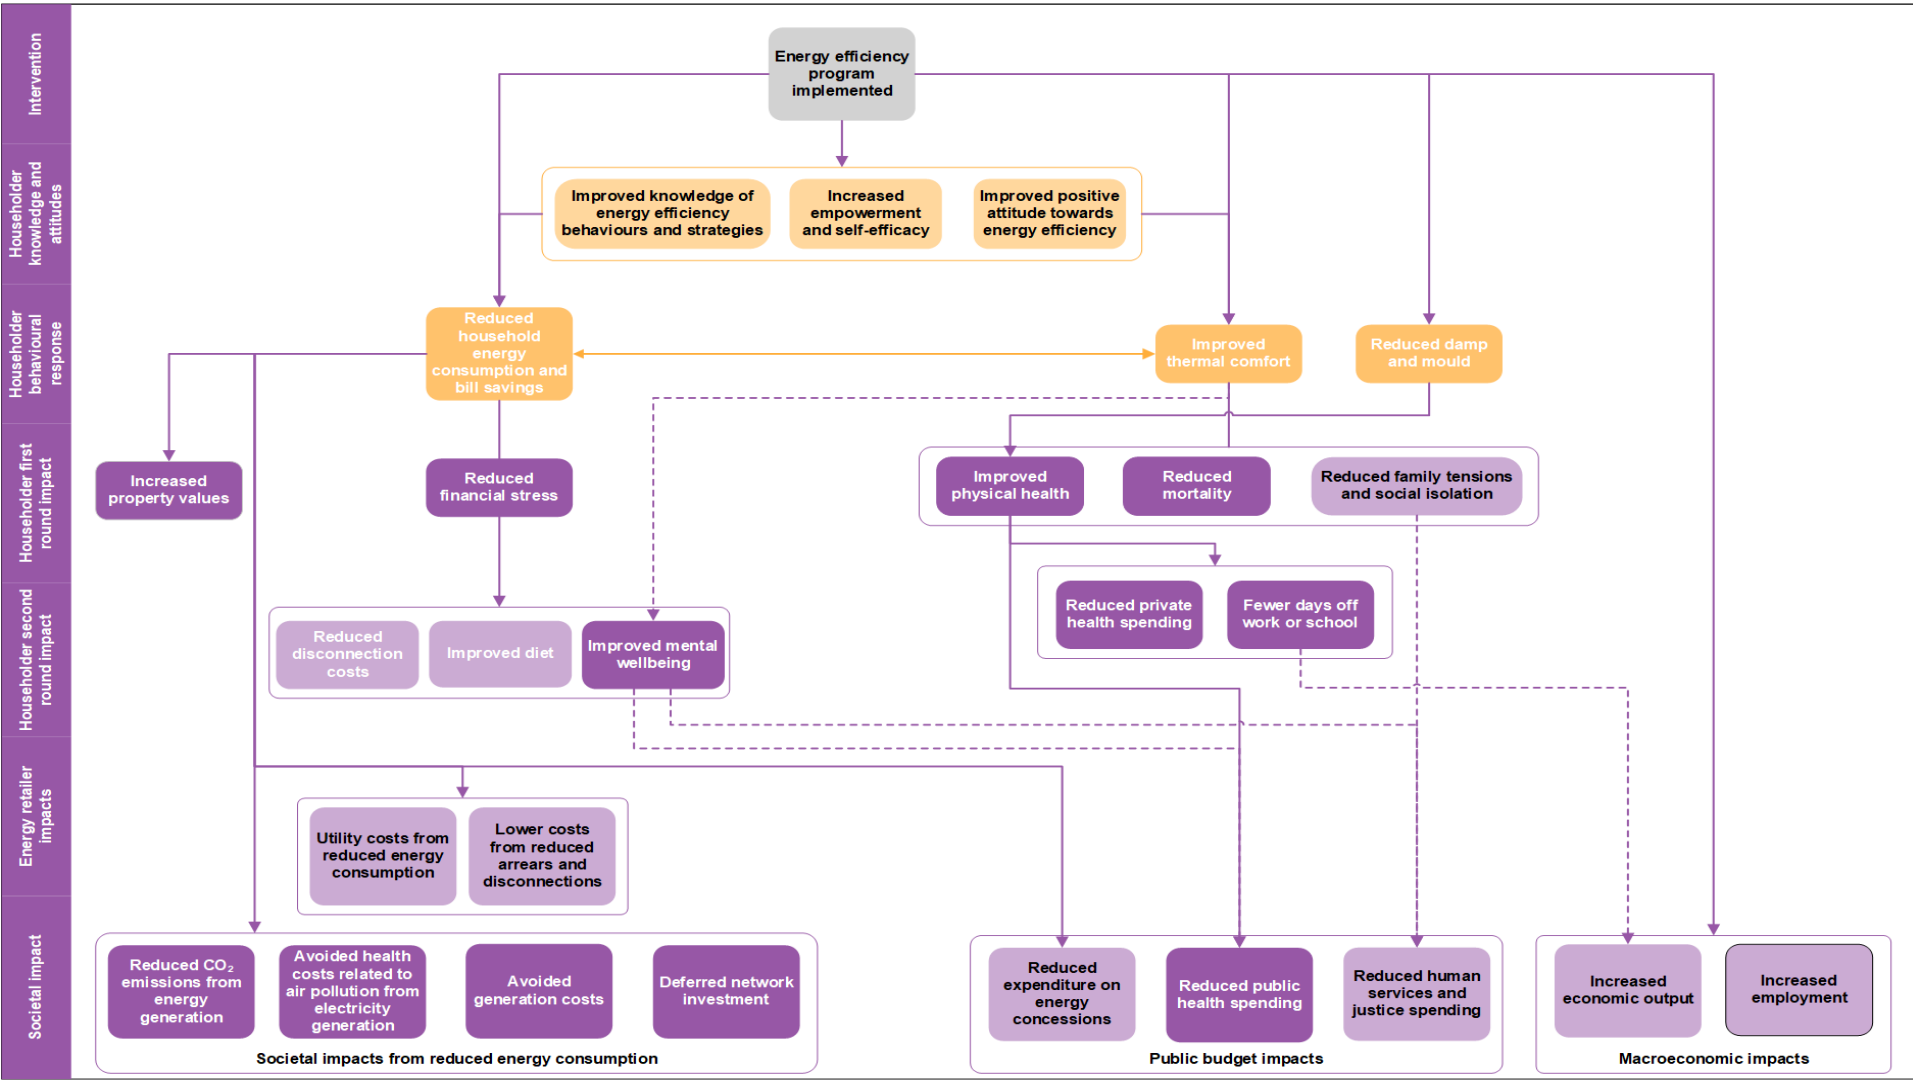 Intervention
Energy efficiency
program
implemented
Householder
knowledge and
attitudes
Improved knowledge of
energy efficiency
behaviours and strategies
Increased
empowerment
and self-efficacy
Improved positive
attitude towards
energy efficiency
Householder
behavioural
response
Reduced
household
energy
consumption and
bill savings
Improved
thermal comfort
Reduced damp
and mould
Householder first
round impact
Increased
property values
Reduced
financial stress
Improved
physical health
Reduced
mortality
Reduced family tensions
and social isolation
Householder second
round impact
Reduced
disconnection
costs
Improved diet
Improved mental
wellbeing
Reduced private
health spending
Fewer days off
work or school
Energy retailer
impacts
Utility costs from
reduced energy
consumption
Lower costs
from reduced
arrears and
disconnections
Societal impact
Reduced CO₂
emissions from
energy
generation
Avoided health
costs related to
air pollution from
electricity
generation
Avoided
generation costs
Deferred network
investment
Societal impacts from reduced energy consumption
Reduced
expenditure on
energy
concessions
Reduced public
health spending
Reduced human
services and
justice spending
Public budget impacts
Increased
economic output
Increased
employment
Macroeconomic impacts